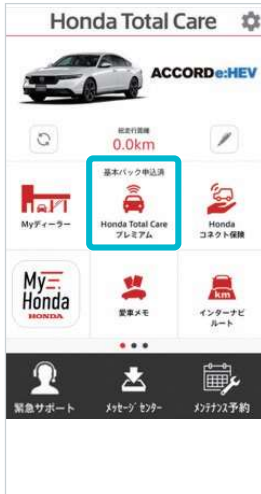 Honda Total Care
ACCORD e:HEV
総走行距離
0.0km
基本パック申込済
Myディーラー
Honda Total Care
プレミアム
Honda
コネクト保険
My
Honda
HONDA
愛車メモ
km
インターナビ
ルート
緊急サポート
メッセージ センター
メンテナンス予約